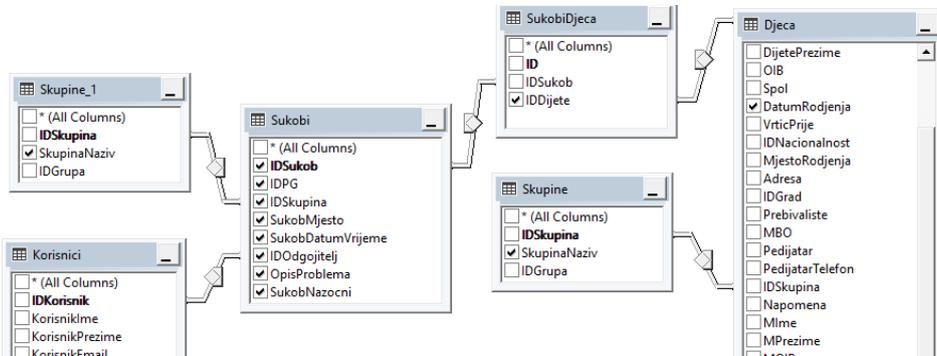 Skupine_1
* (All Columns)
IDSkupina
SkupinaNaziv
IDGrupa
Korisnici
* (All Columns)
IDKorisnik
KorisnikIme
KorisnikPrezime
KorisnikEmail
Sukobi
* (All Columns)
IDSukob
IDPG
IDSkupina
SukobMjesto
SukobDatumVrijeme
IDOdgojitelj
OpisProblema
SukobNazocni
SukobiDjeca
* (All Columns)
ID
IDSukob
IDDijete
Skupine
* (All Columns)
IDSkupina
SkupinaNaziv
IDGrupa
Djeca
DijetePrezime
OIB
Spol
DatumRodjenja
VrticPrije
IDNacionalnost
MjestoRodjenja
Adresa
IDGrad
Prebivaliste
MBO
Pedijatar
PedijatarTelefon
IDSkupina
Napomena
MIme
MPrezime